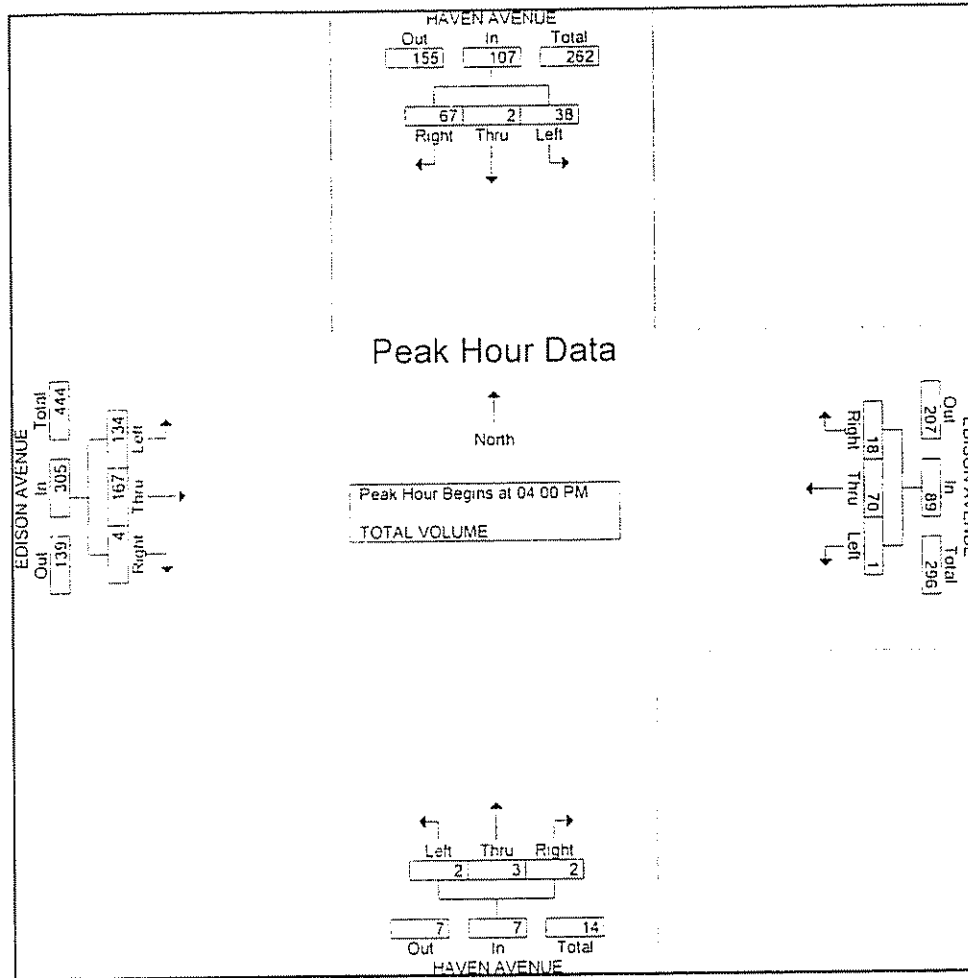 HAVEN AVENUE
Out In Total
155 107 262
67 2 38
Right Thru Left
Peak Hour Data
North
Peak Hour Begins at 04 00 PM
TOTAL VOLUME
EDISON AVENUE
Out In Total
139 305 444
Right Thru Left
4 167 134
EDISON AVENUE
Out In Total
207 89 296
18 70 1
Right Thru Left
Left Thru Right
2 3 2
7 7 14
Out In Total
HAVEN AVENUE